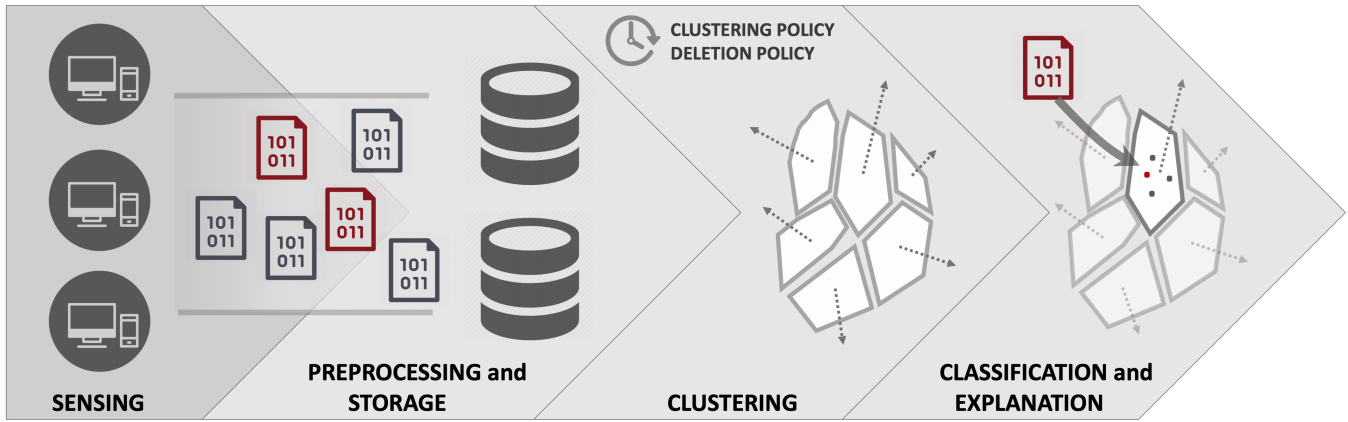 CLUSTERING POLICY
DELETION POLICY
101
011
101
011
101
011
101
011
101
011
101
011
101
011
SENSING
PREPROCESSING and
STORAGE
CLUSTERING
CLASSIFICATION and
EXPLANATION